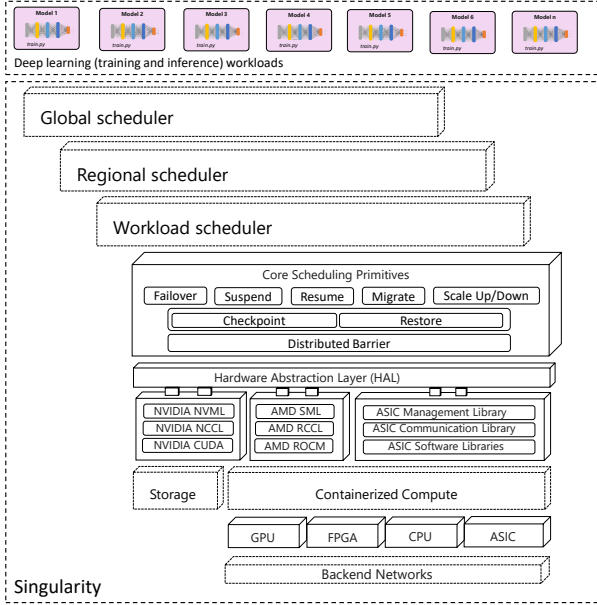 Model 1 Model 2 Model 3 Model 4 Model 5 Model 6 Model n
train.py train.py train.py train.py train.py train.py train.py
Deep learning (training and inference) workloads
Global scheduler
Regional scheduler
Workload scheduler
Core Scheduling Primitives
Failover Suspend Resume Migrate Scale Up/Down
Checkpoint Restore
Distributed Barrier
Hardware Abstraction Layer (HAL)
NVIDIA NVML AMD SML ASIC Management Library
NVIDIA NCCL AMD RCCL ASIC Communication Library
NVIDIA CUDA AMD ROCM ASIC Software Libraries
Storage Containerized Compute
GPU FPGA CPU ASIC
Backend Networks
Singularity